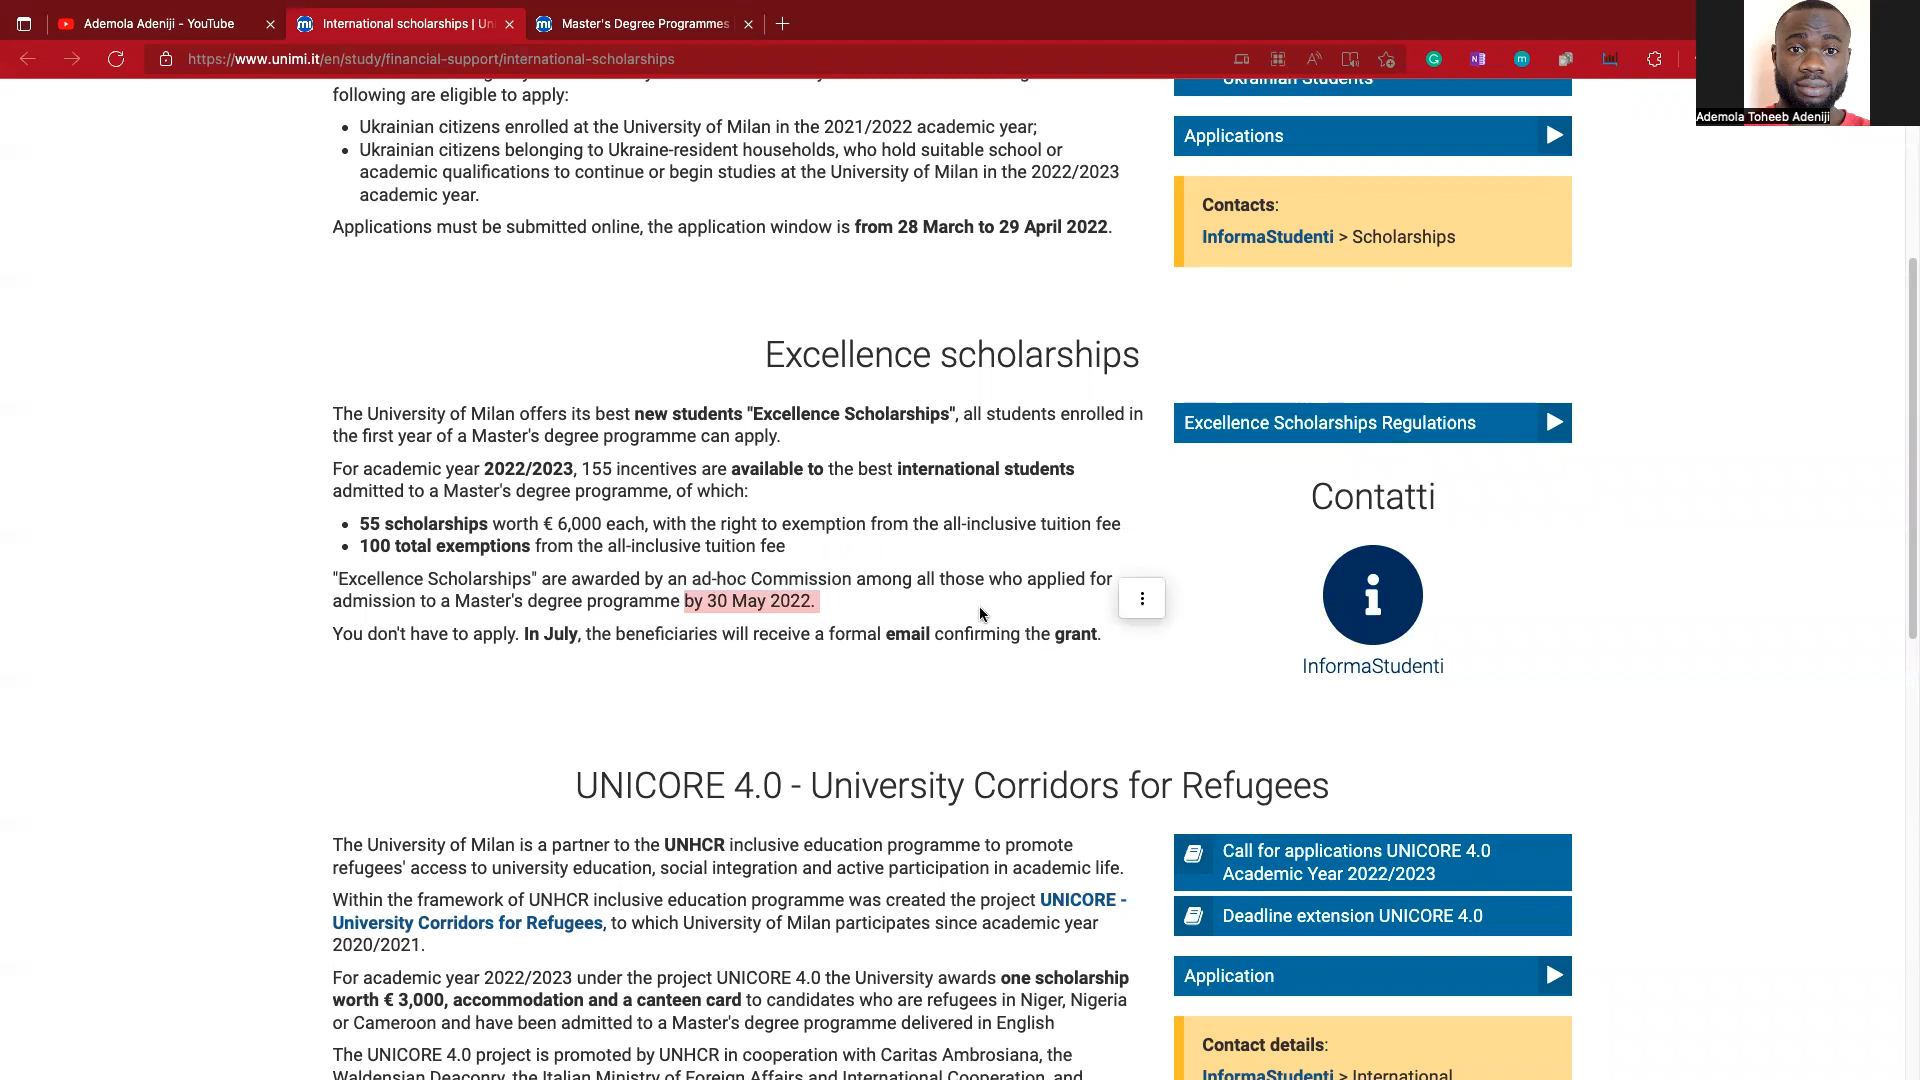 Ademola Adeniji - YouTube
International scholarships | Un
Master's Degree Programmes
https://www.unimi.it/en/study/financial-support/international-scholarships
Ademola Toheeb Adeniji
following are eligible to apply:
• Ukrainian citizens enrolled at the University of Milan in the 2021/2022 academic year;
• Ukrainian citizens belonging to Ukraine-resident households, who hold suitable school or
academic qualifications to continue or begin studies at the University of Milan in the 2022/2023
academic year.
Applications must be submitted online, the application window is from 28 March to 29 April 2022.
Ukrainian Students
Applications
Contacts:
InformaStudenti > Scholarships
Excellence scholarships
The University of Milan offers its best new students "Excellence Scholarships", all students enrolled in
the first year of a Master's degree programme can apply.
For academic year 2022/2023, 155 incentives are available to the best international students
admitted to a Master's degree programme, of which:
• 55 scholarships worth € 6,000 each, with the right to exemption from the all-inclusive tuition fee
• 100 total exemptions from the all-inclusive tuition fee
"Excellence Scholarships" are awarded by an ad-hoc Commission among all those who applied for
admission to a Master's degree programme by 30 May 2022.
You don't have to apply. In July, the beneficiaries will receive a formal email confirming the grant.
Excellence Scholarships Regulations
Contatti
InformaStudenti
UNICORE 4.0 - University Corridors for Refugees
The University of Milan is a partner to the UNHCR inclusive education programme to promote
refugees' access to university education, social integration and active participation in academic life.
Within the framework of UNHCR inclusive education programme was created the project UNICORE -
University Corridors for Refugees, to which University of Milan participates since academic year
2020/2021.
For academic year 2022/2023 under the project UNICORE 4.0 the University awards one scholarship
worth € 3,000, accommodation and a canteen card to candidates who are refugees in Niger, Nigeria
or Cameroon and have been admitted to a Master's degree programme delivered in English
The UNICORE 4.0 project is promoted by UNHCR in cooperation with Caritas Ambrosiana, the
Waldensian Deaconry, the Italian Ministry of Foreign Affairs and International Cooperation, and
Call for applications UNICORE 4.0
Academic Year 2022/2023
Deadline extension UNICORE 4.0
Application
Contact details:
InformaStudenti > International